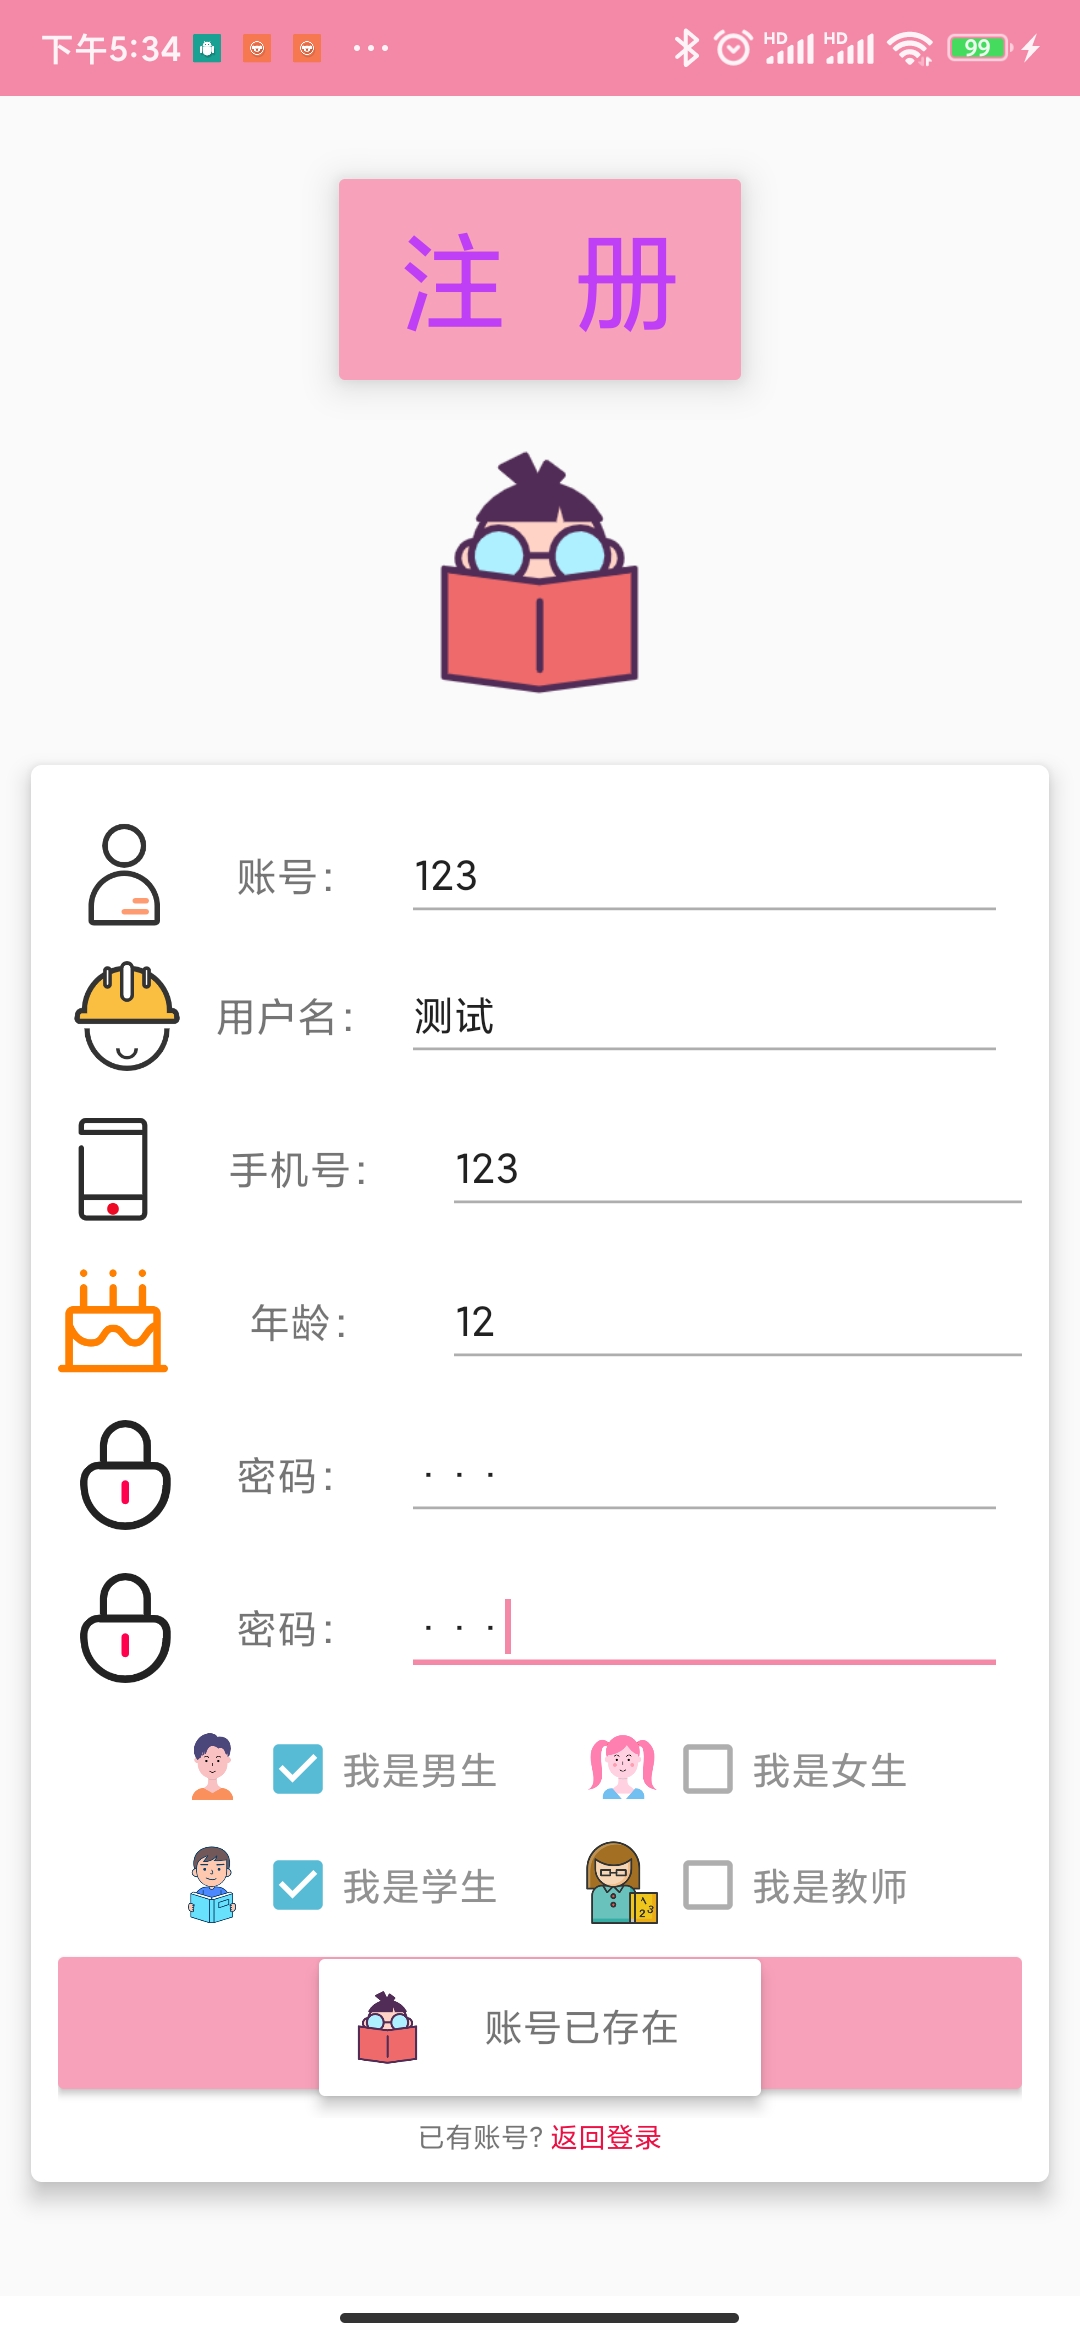 下午5:34 ... HD HD 99
注 册
账号: 123
用户名: 测试
手机号: 123
年龄: 12
密码: ···
密码: ···
我是男生 我是女生
我是学生 我是教师
账号已存在
已有账号? 返回登录